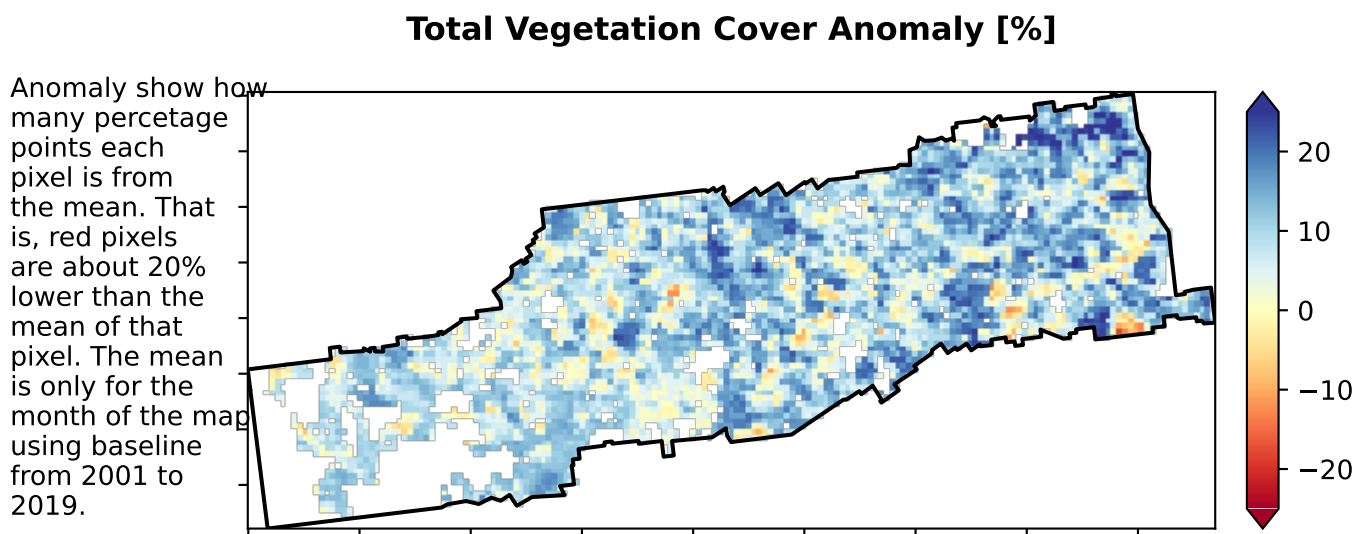 Total Vegetation Cover Anomaly [%]
Anomaly show how
many percetage
points each
pixel is from
the mean. That
is, red pixels
are about 20%
lower than the
mean of that
pixel. The mean
is only for the
month of the map
using baseline
from 2001 to
2019.
20
10
0
−10
−20